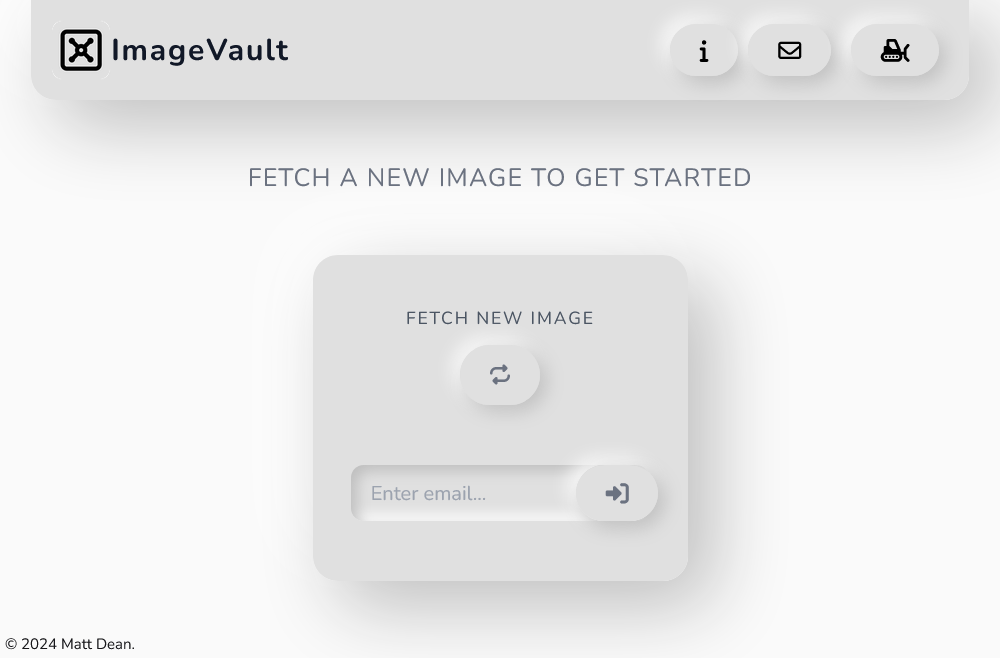 ImageVault
FETCH A NEW IMAGE TO GET STARTED
FETCH NEW IMAGE
Enter email...
© 2024 Matt Dean.